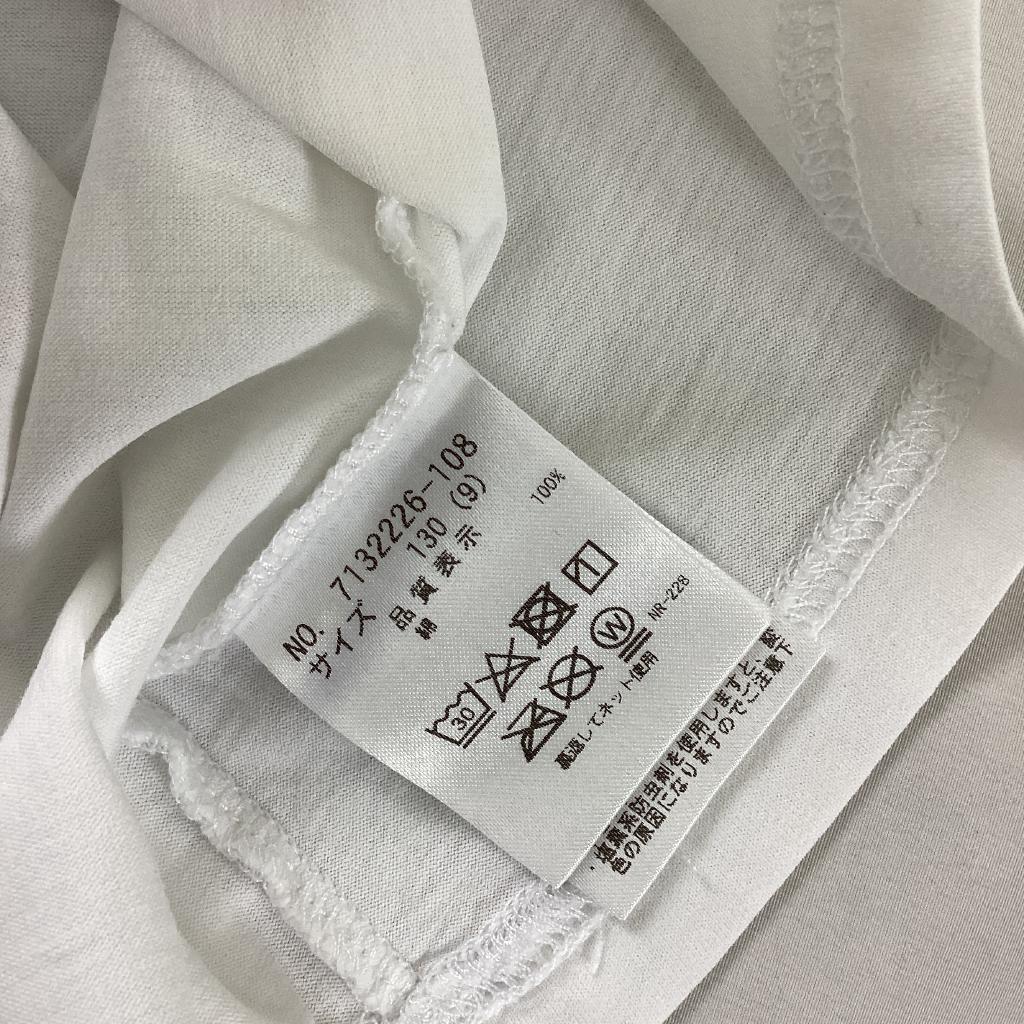 NO. 7132226-108
サイズ 130 (9)
品質表示
綿 100%
30
W
裏返してネット使用
NR-228
・塩素系防虫剤を使用しますと、
色の原因になりますのでご注意下